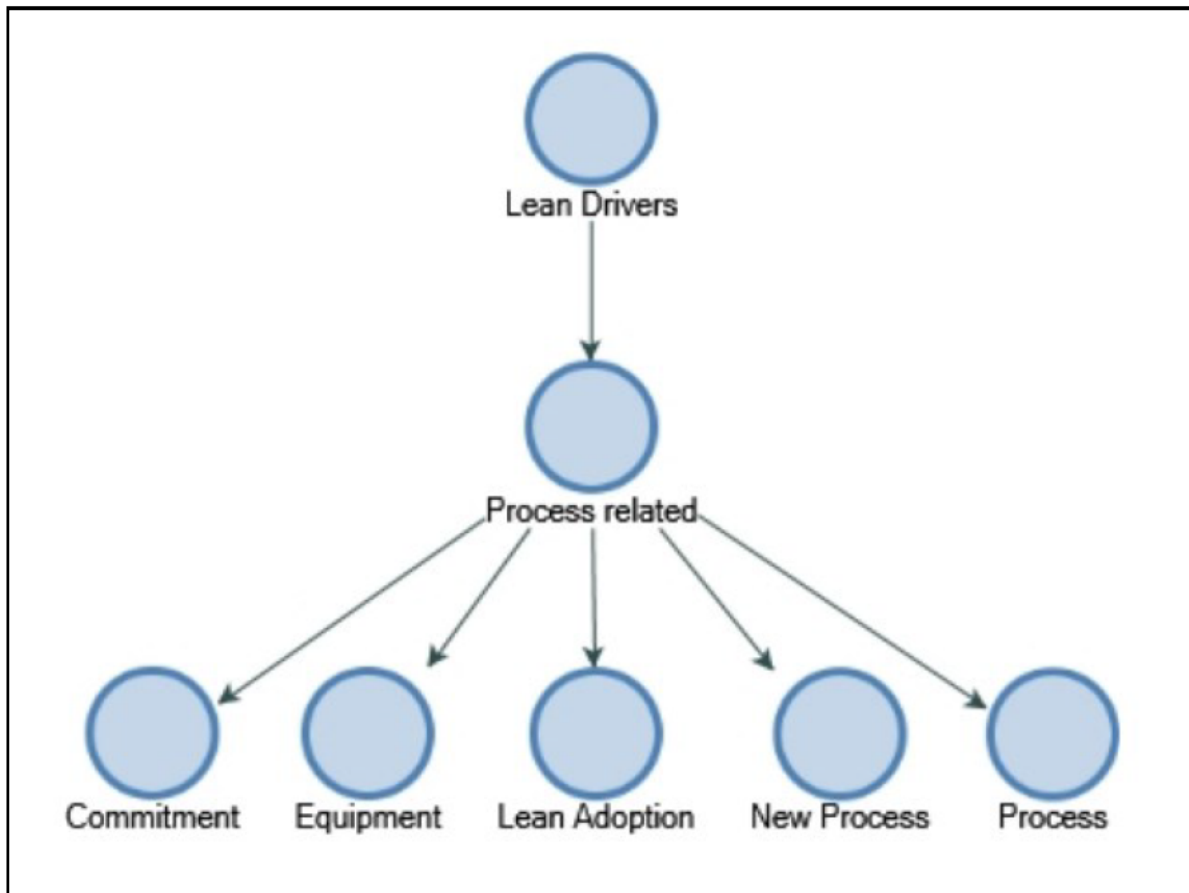 Lean Drivers
Process related
Commitment
Equipment
Lean Adoption
New Process
Process